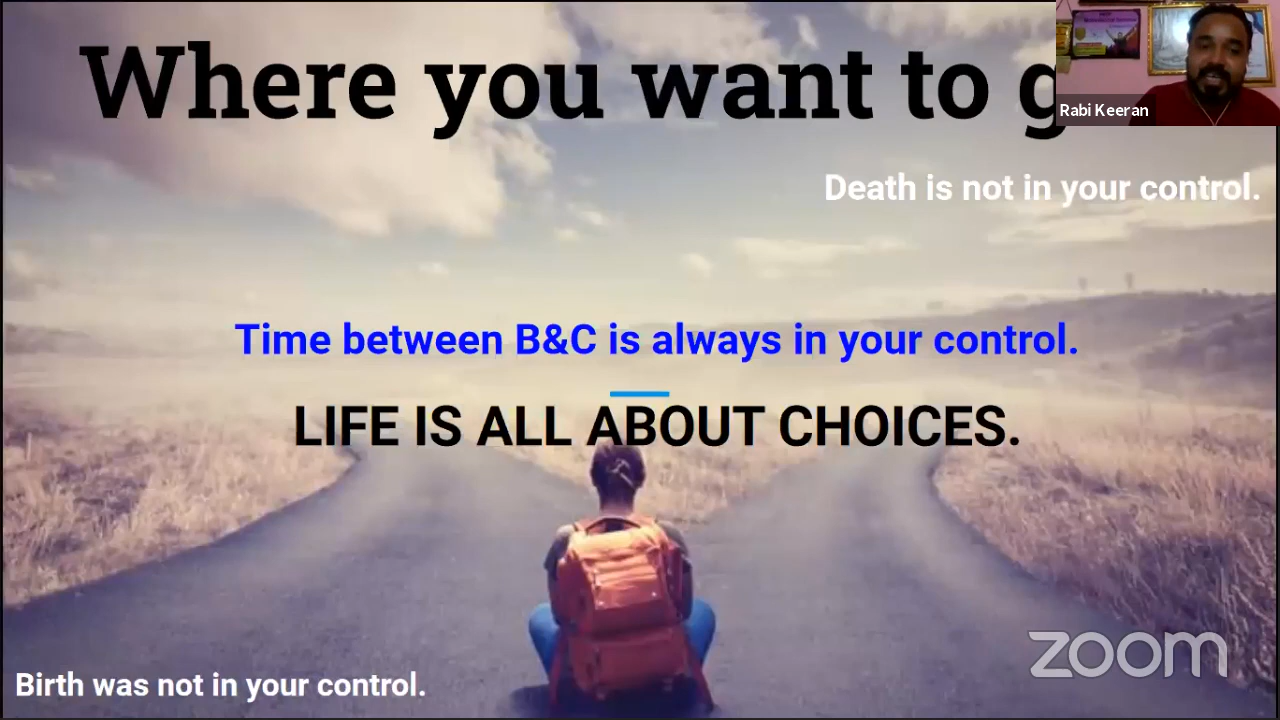 Where you want to g
Rabi Keeran
Death is not in your control.
Time between B&C is always in your control.
LIFE IS ALL ABOUT CHOICES.
zoom
Birth was not in your control.